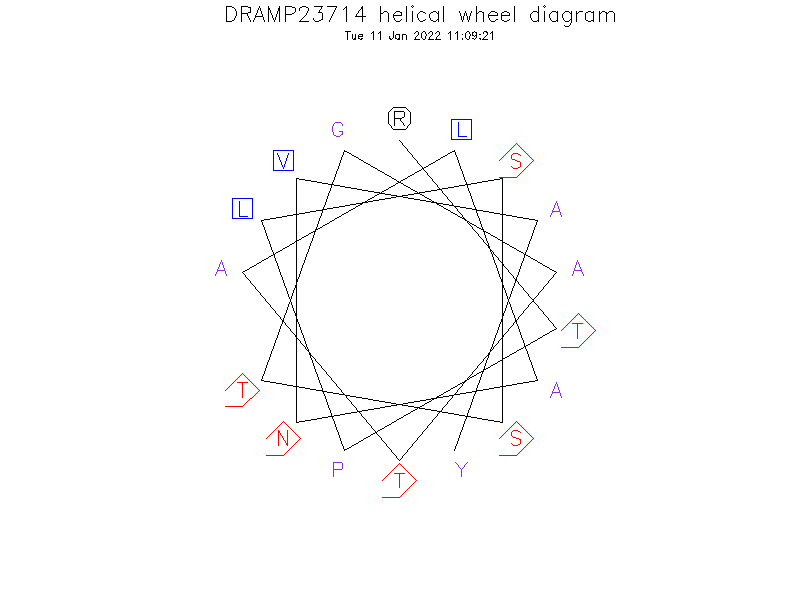 DRAMP23714 helical wheel diagram
Tue 11 Jan 2022 11:09:21
R
G L
V S
L A
A A
T
T A
N S
P Y
T